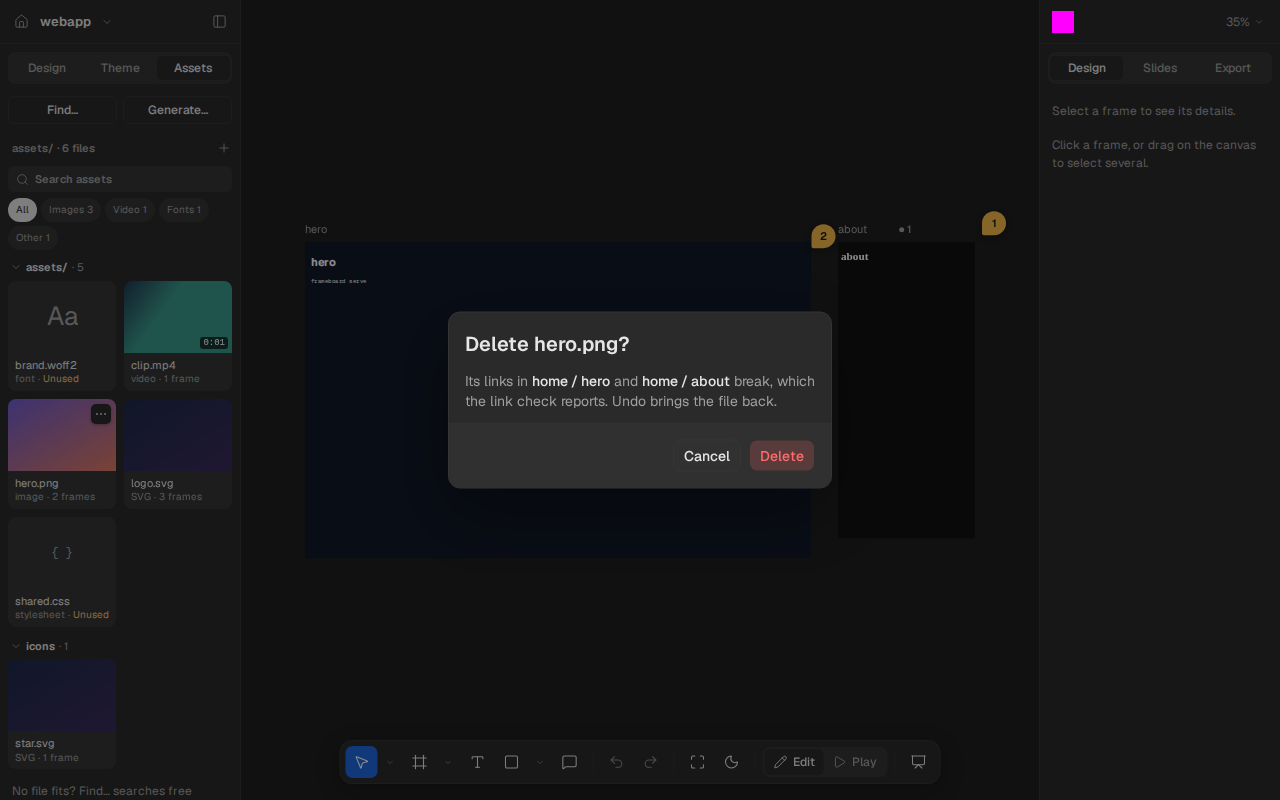 webapp
35%
Design
Theme
Assets
Design
Slides
Export
Find...
Generate...
Select a frame to see its details.
Click a frame, or drag on the canvas
to select several.
assets/ · 6 files
Search assets
All
Images 3
Video 1
Fonts 1
Other 1
assets/ · 5
Aa
brand.woff2
font · Unused
0:01
clip.mp4
video · 1 frame
hero.png
image · 2 frames
logo.svg
SVG · 3 frames
{ }
shared.css
stylesheet · Unused
icons · 1
star.svg
SVG · 1 frame
No file fits? Find... searches free
hero
2
about
1
1
hero
frameboard serve
about
Delete hero.png?
Its links in home / hero and home / about break, which
the link check reports. Undo brings the file back.
Cancel
Delete
Edit
Play